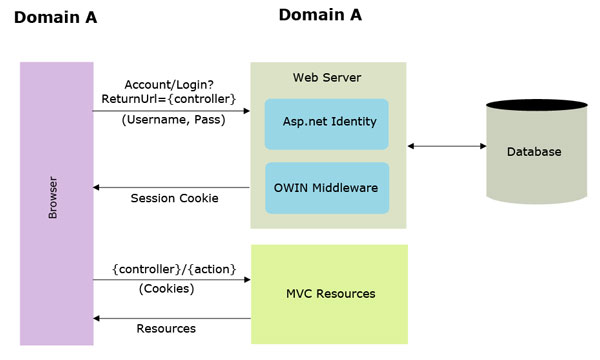 Domain A
Domain A
Browser
Account/Login?
ReturnUrl={controller}
(Username, Pass)
Session Cookie
Web Server
Asp.net Identity
OWIN Middleware
Database
{controller}/{action}
(Cookies)
Resources
MVC Resources